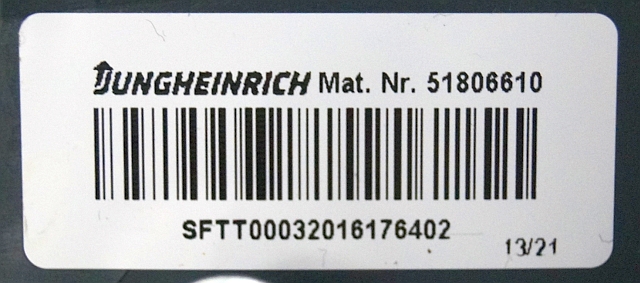 JUNGHEINRICH Mat. Nr. 51806610
SFTT00032016176402
13/21